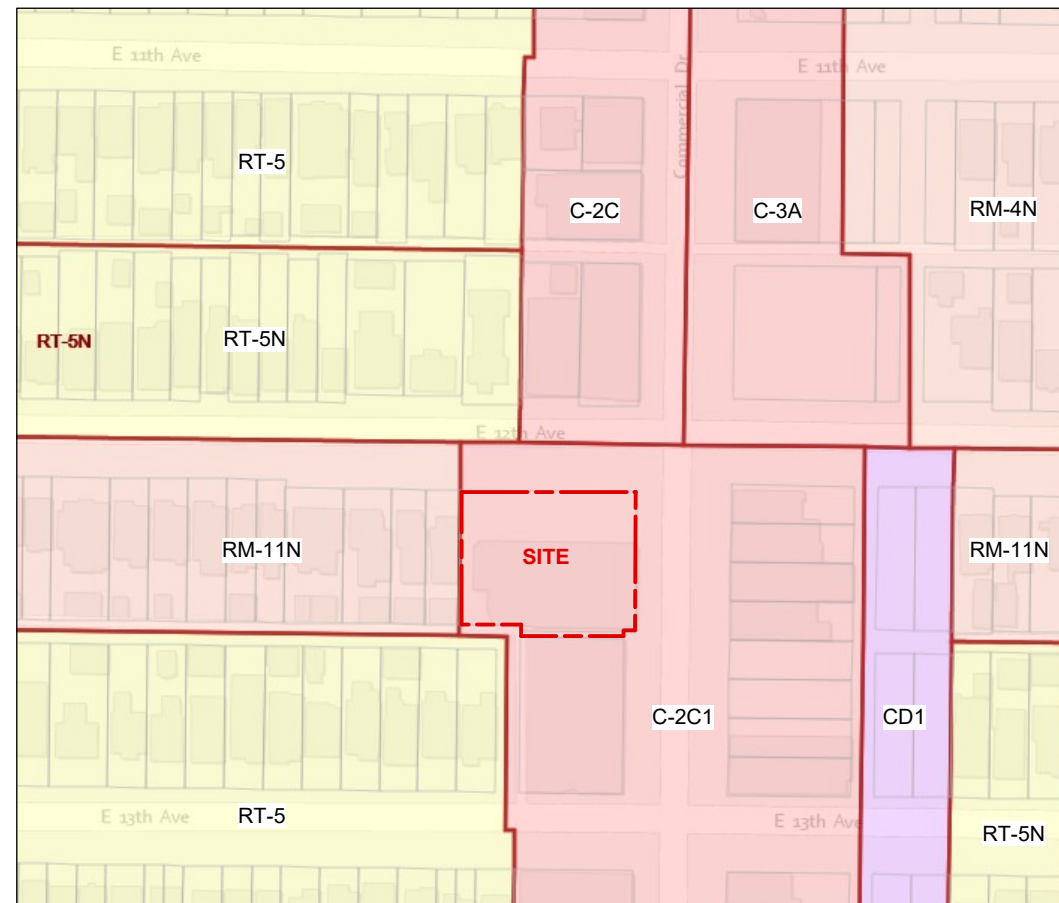 E 11th Ave
Commercial Dr
E 11th Ave
RT-5
C-2C
C-3A
RM-4N
RT-5N
RT-5N
E 12th Ave
RM-11N
SITE
RM-11N
C-2C1
CD1
E 13th Ave
RT-5
E 13th Ave
RT-5N